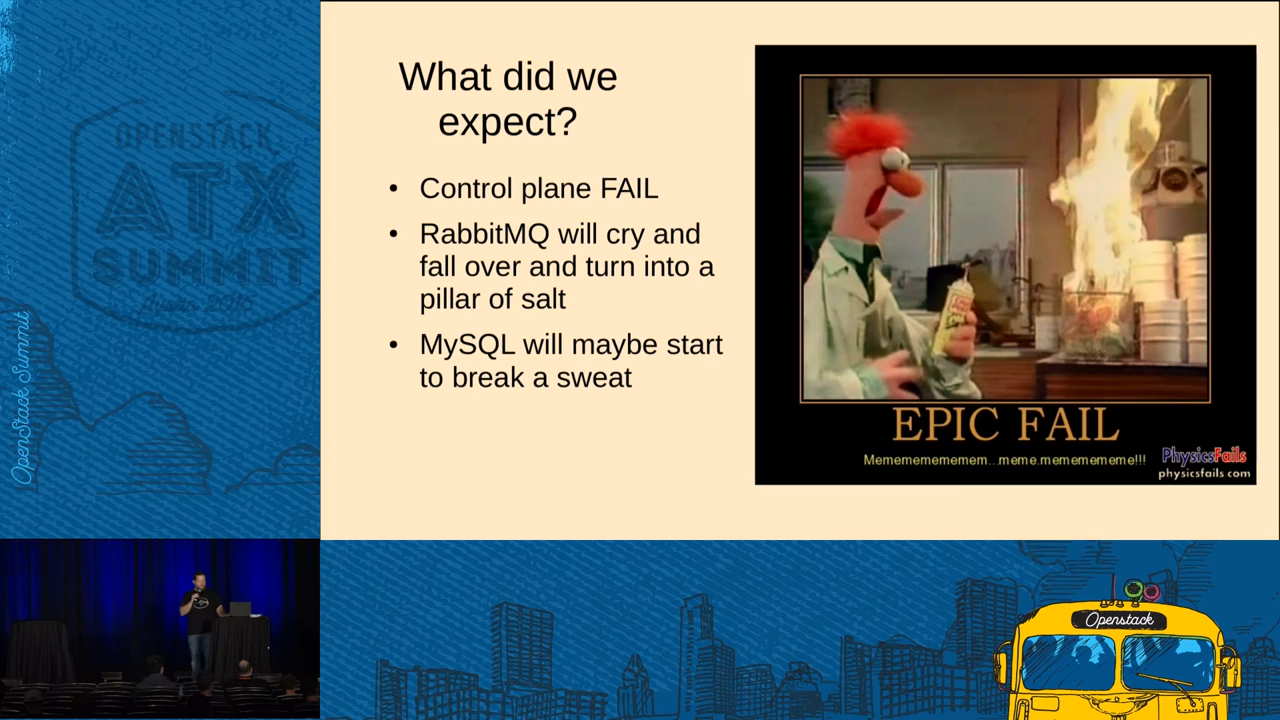 OPENSTACK
ATX
SUMMIT
Austin 2016
OpenStack Summit
What did we
expect?
• Control plane FAIL
• RabbitMQ will cry and
fall over and turn into a
pillar of salt
• MySQL will maybe start
to break a sweat
EPIC FAIL
Mememememem...meme.mememememe!!!
PhysicsFails
physicsfails.com
Openstack